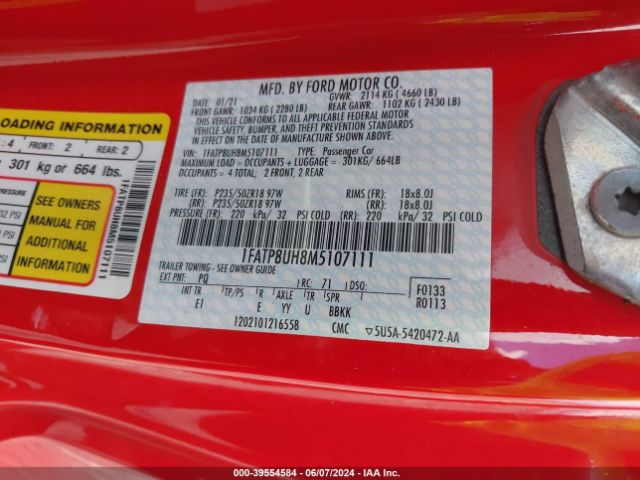 MFD. BY FORD MOTOR CO.
01/21 GVWR: 2114 KG (4660 LB)
FRONT GAWR: 1034 KG (2280 LB) REAR GAWR: 1102 KG (2430 LB)
THIS VEHICLE CONFORMS TO ALL APPLICABLE FEDERAL MOTOR
VEHICLE SAFETY, BUMPER, AND THEFT PREVENTION STANDARDS
IN EFFECT ON THE DATE OF MANUFACTURE SHOWN ABOVE.
VIN: 1FATP8UH8M5107111 TYPE: Passenger Car
MAXIMUM LOAD = OCCUPANTS + LUGGAGE = 301KG/ 664LB
OCCUPANTS = 4 TOTAL; 2 FRONT, 2 REAR
TIRE (FR): P235/50ZR18 97W RIMS (FR): 18x8.0J
(RR): P235/50ZR18 97W (RR): 18x8.0J
PRESSURE (FR): 220 kPa/ 32 PSI COLD (RR): 220 kPa/ 32 PSI COLD
1FATP8UH8M5107111
TRAILER TOWING - SEE OWNER GUIDE
EXT PNT: PQ RC: 71 DSO: F0133
INT TR TP/PS R AXLE TR SPR R0113
EI E YY U BBKK
1202101216558 CMC 5U5A-5420472-AA
LOADING INFORMATION
: 4 FRONT: 2 REAR: 2
: 301 kg or 664 lbs.
PRESSURE
SEE OWNERS
MANUAL FOR
ADDITIONAL
INFORMATION
PSI
PSI
1FATP8UH8M5107111
000-39554584 - 06/07/2024 - IAAI.COM